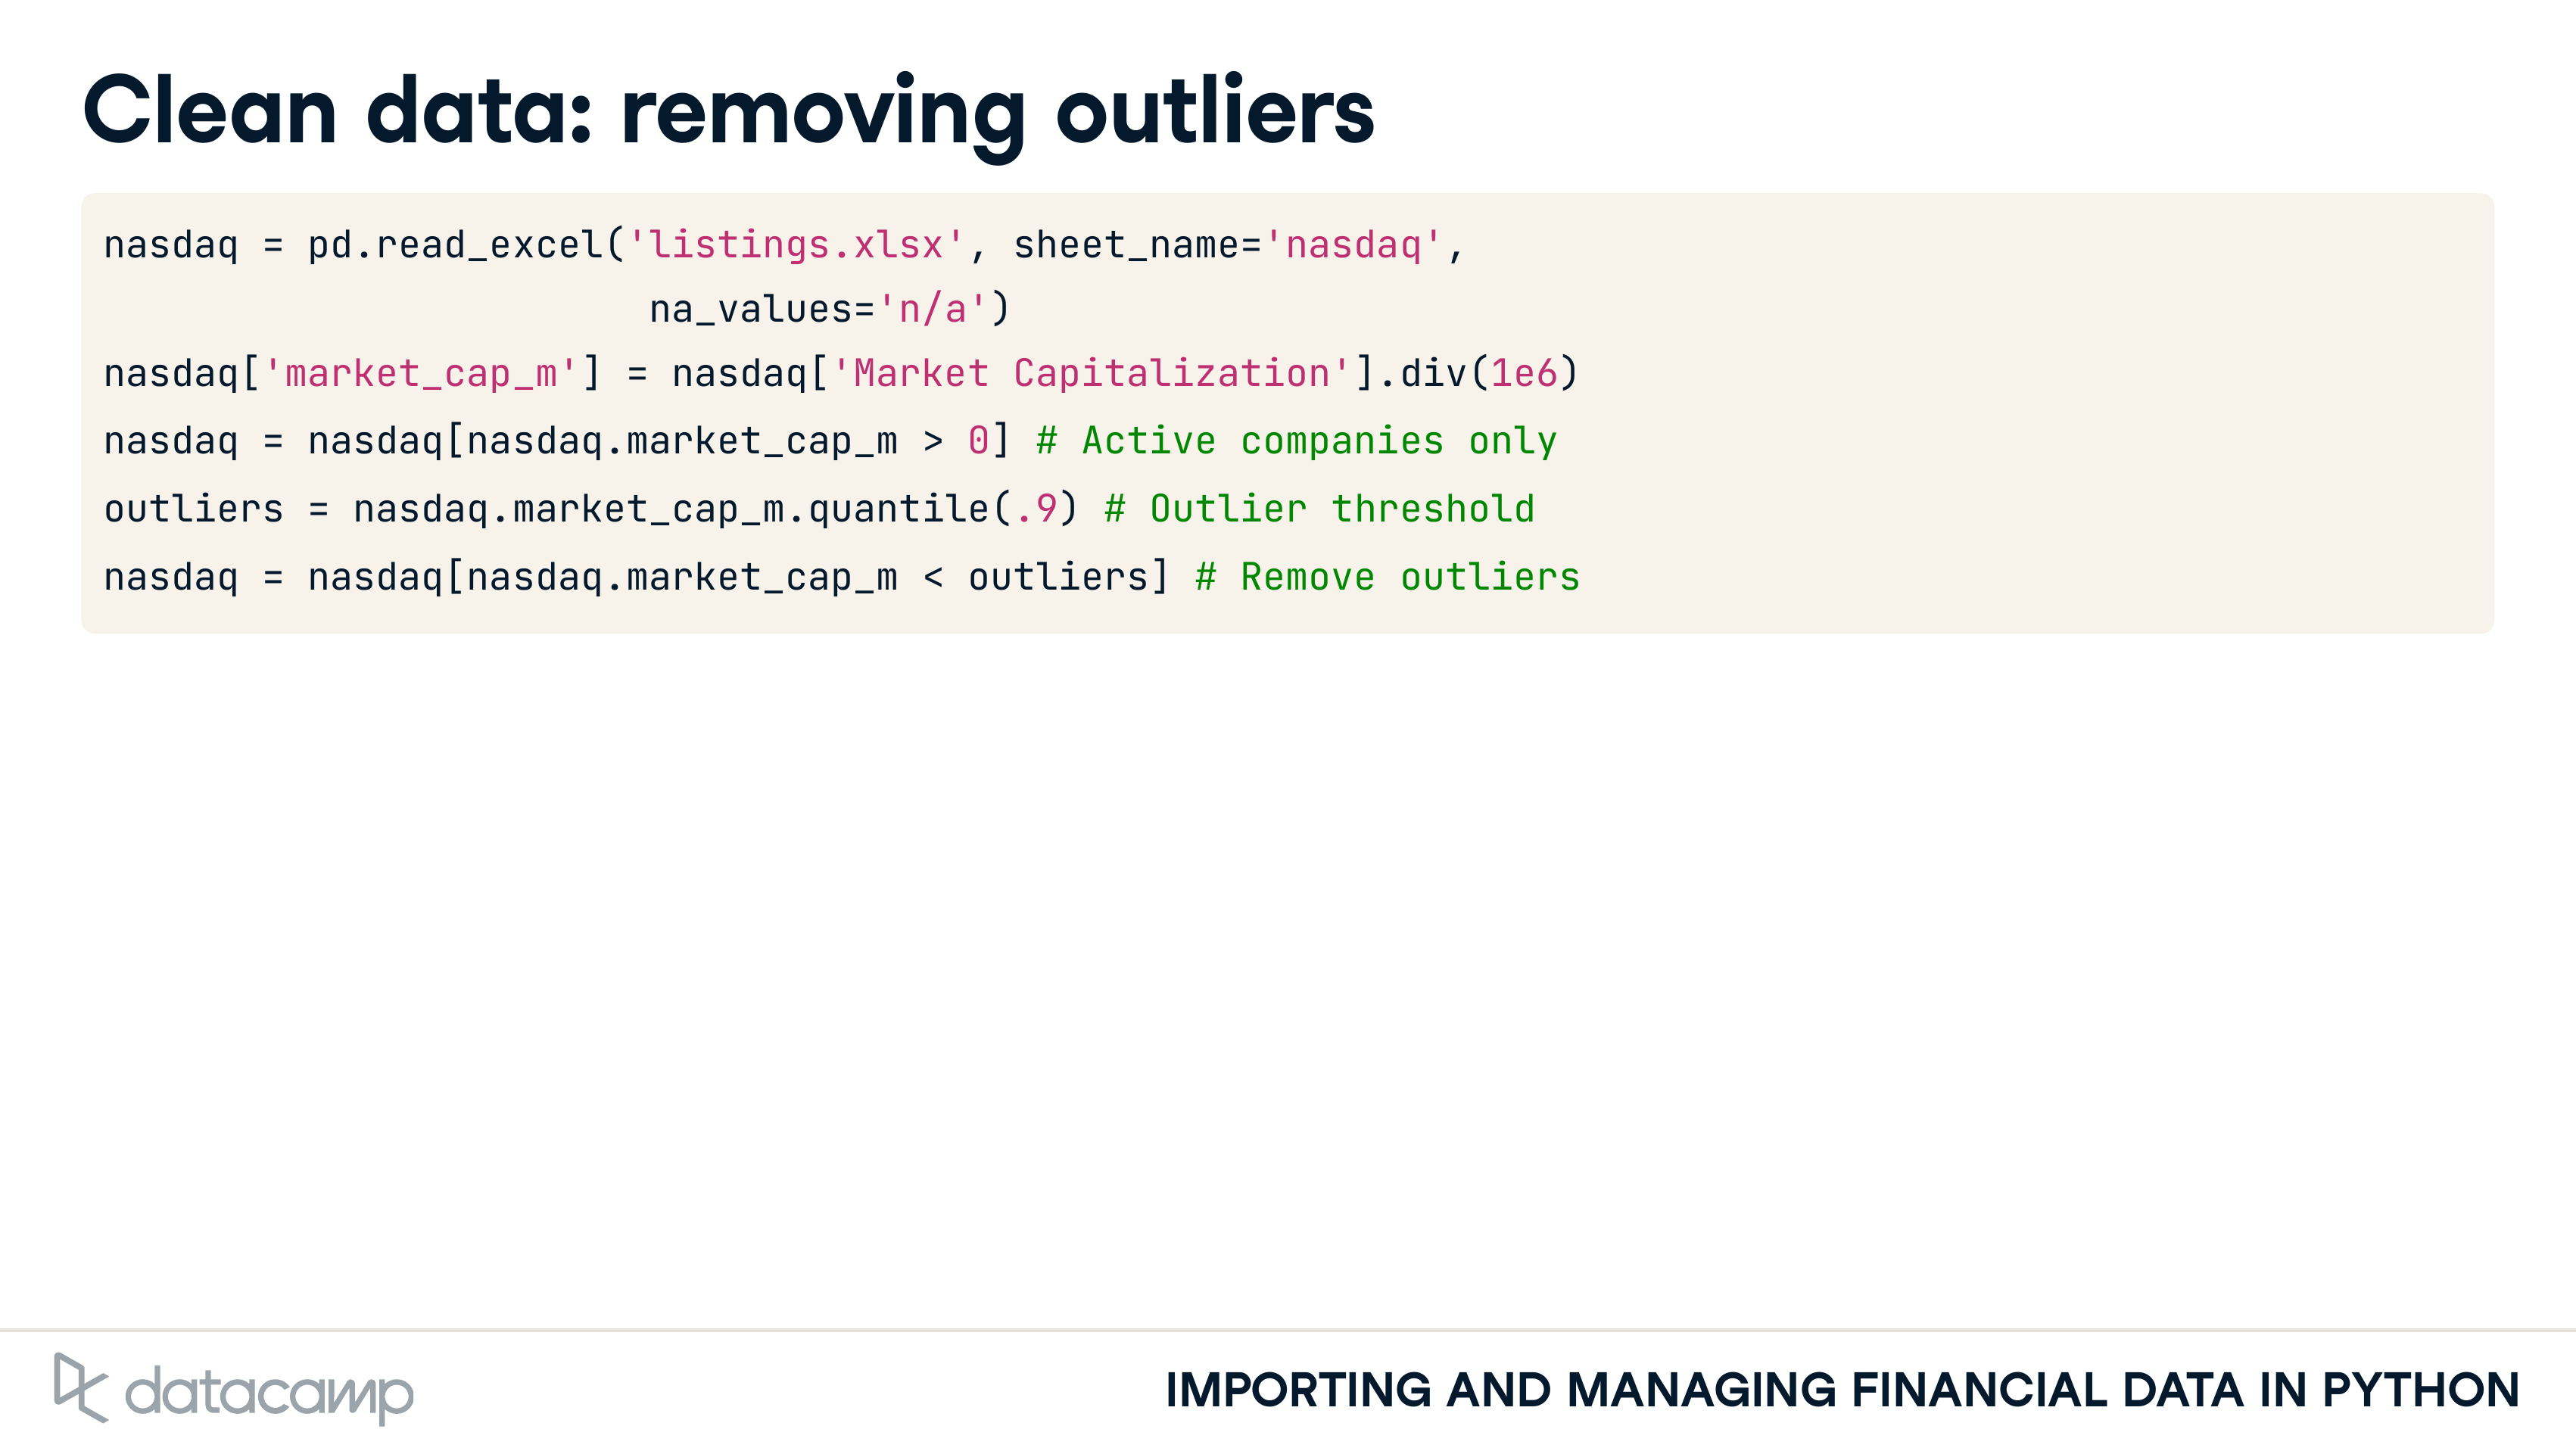 Clean data: removing outliers
nasdaq = pd.read_excel('listings.xlsx', sheet_name='nasdaq',
                        na_values='n/a')
nasdaq['market_cap_m'] = nasdaq['Market Capitalization'].div(1e6)
nasdaq = nasdaq[nasdaq.market_cap_m > 0] # Active companies only
outliers = nasdaq.market_cap_m.quantile(.9) # Outlier threshold
nasdaq = nasdaq[nasdaq.market_cap_m < outliers] # Remove outliers
datacamp
IMPORTING AND MANAGING FINANCIAL DATA IN PYTHON